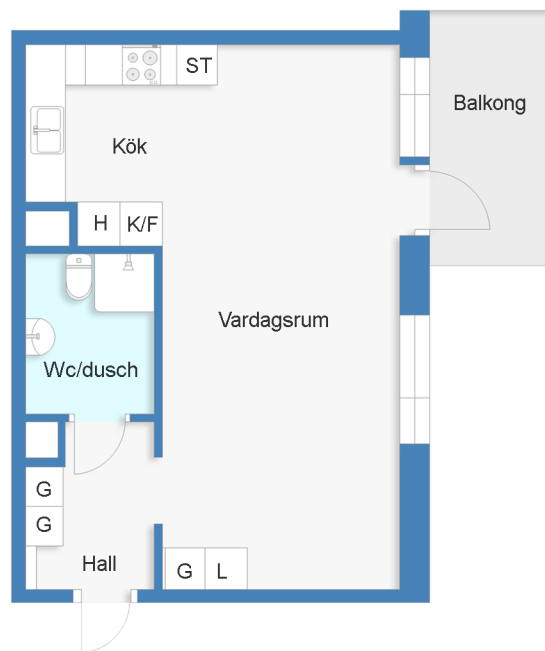 ST
Balkong
Kök
H
K/F
Vardagsrum
Wc/dusch
G
G
Hall
G
L